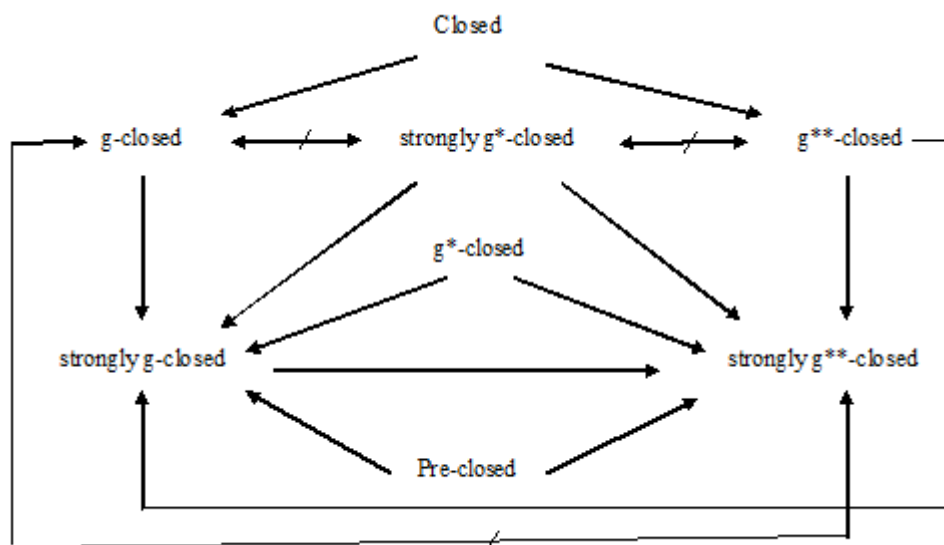 Closed
g-closed
strongly g*-closed
g**-closed
g*-closed
strongly g-closed
strongly g**-closed
Pre-closed